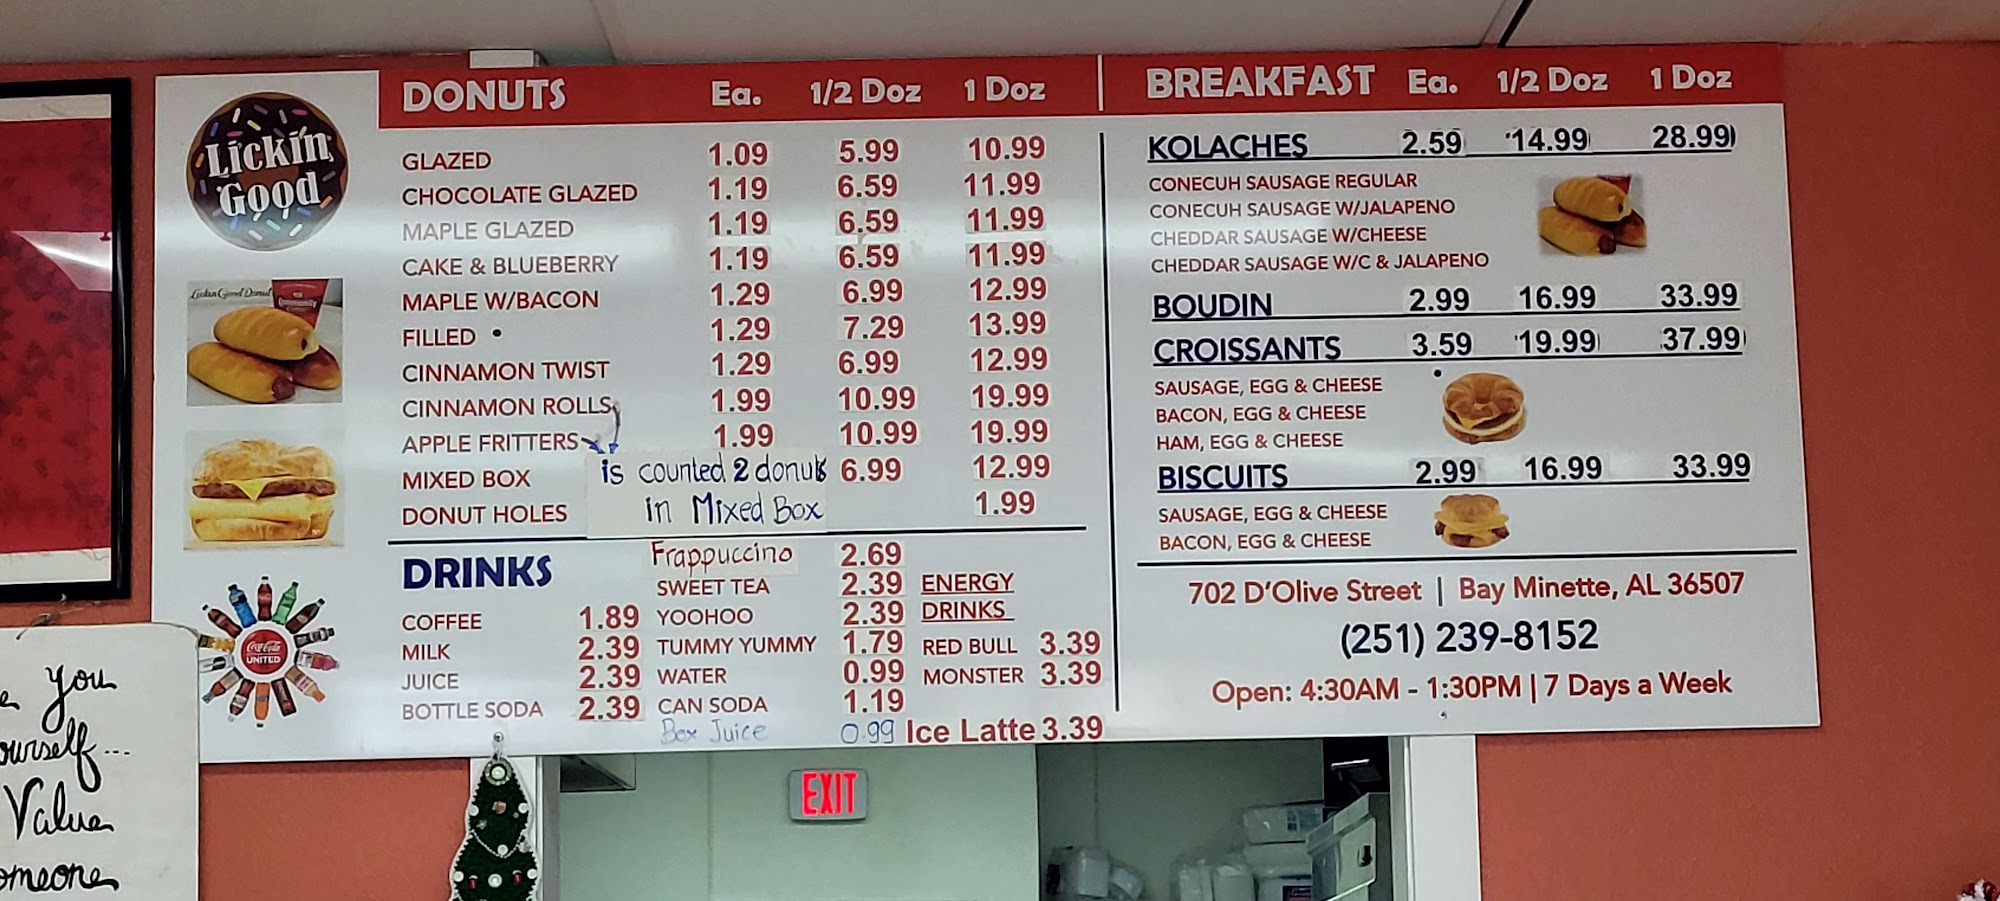 Lickin
Good
DONUTS Ea. 1/2 Doz 1 Doz
GLAZED 1.09 5.99 10.99
CHOCOLATE GLAZED 1.19 6.59 11.99
MAPLE GLAZED 1.19 6.59 11.99
CAKE & BLUEBERRY 1.19 6.59 11.99
MAPLE W/BACON 1.29 6.99 12.99
FILLED 1.29 7.29 13.99
CINNAMON TWIST 1.29 6.99 12.99
CINNAMON ROLLS 1.99 10.99 19.99
APPLE FRITTERS 1.99 10.99 19.99
MIXED BOX 6.99 12.99
DONUT HOLES 1.99
is counted 2 donuts
in Mixed Box
DRINKS
COFFEE 1.89
MILK 2.39
JUICE 2.39
BOTTLE SODA 2.39
Frappuccino 2.69
SWEET TEA 2.39
YOOHOO 2.39
TUMMY YUMMY 1.79
WATER 0.99
CAN SODA 1.19
Box Juice 0.99
ENERGY
DRINKS
RED BULL 3.39
MONSTER 3.39
Ice Latte 3.39
BREAKFAST Ea. 1/2 Doz 1 Doz
KOLACHES 2.59 14.99 28.99
CONECUH SAUSAGE REGULAR
CONECUH SAUSAGE W/JALAPENO
CHEDDAR SAUSAGE W/CHEESE
CHEDDAR SAUSAGE W/C & JALAPENO
BOUDIN 2.99 16.99 33.99
CROISSANTS 3.59 19.99 37.99
SAUSAGE, EGG & CHEESE
BACON, EGG & CHEESE
HAM, EGG & CHEESE
BISCUITS 2.99 16.99 33.99
SAUSAGE, EGG & CHEESE
BACON, EGG & CHEESE
702 D'Olive Street | Bay Minette, AL 36507
(251) 239-8152
Open: 4:30AM - 1:30PM | 7 Days a Week
Lickin Good Donut
Community
Coca-Cola
UNITED
you
ourself...
Value
omeone
EXIT